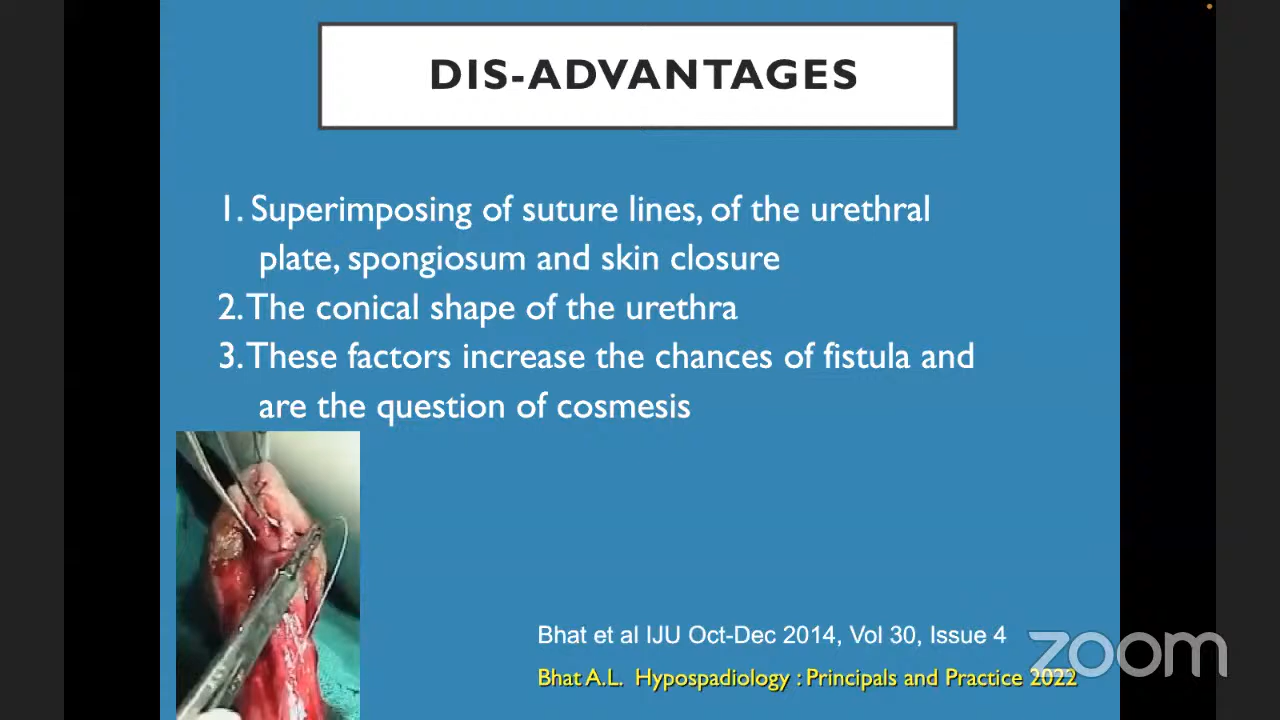 DIS-ADVANTAGES
1. Superimposing of suture lines, of the urethral
plate, spongiosum and skin closure
2. The conical shape of the urethra
3. These factors increase the chances of fistula and
are the question of cosmesis
Bhat et al IJU Oct-Dec 2014, Vol 30, Issue 4
Bhat A.L. Hypospadiology : Principals and Practice 2022
zoom